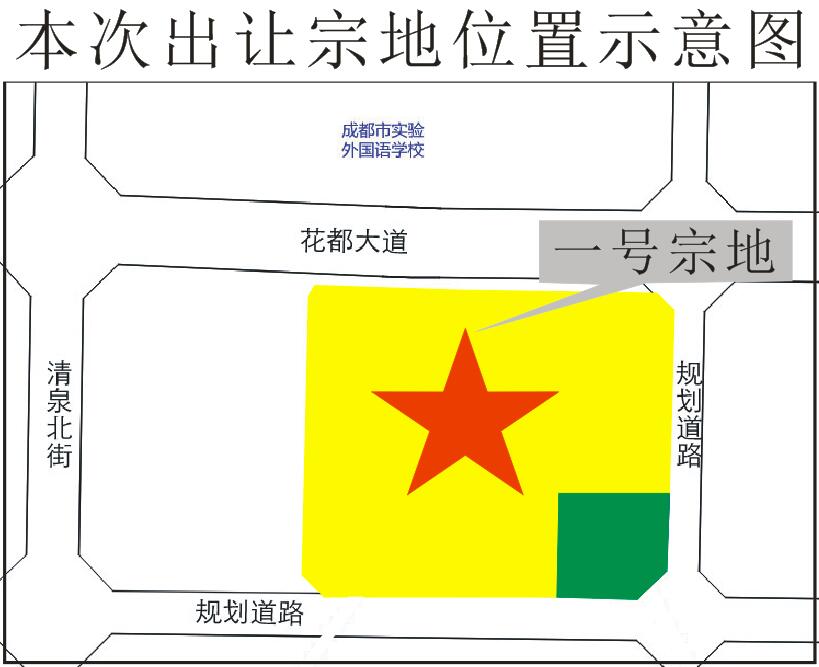 本次出让宗地位置示意图
成都市实验
外国语学校
花都大道
一号宗地
清泉北街
规划道路
规划道路